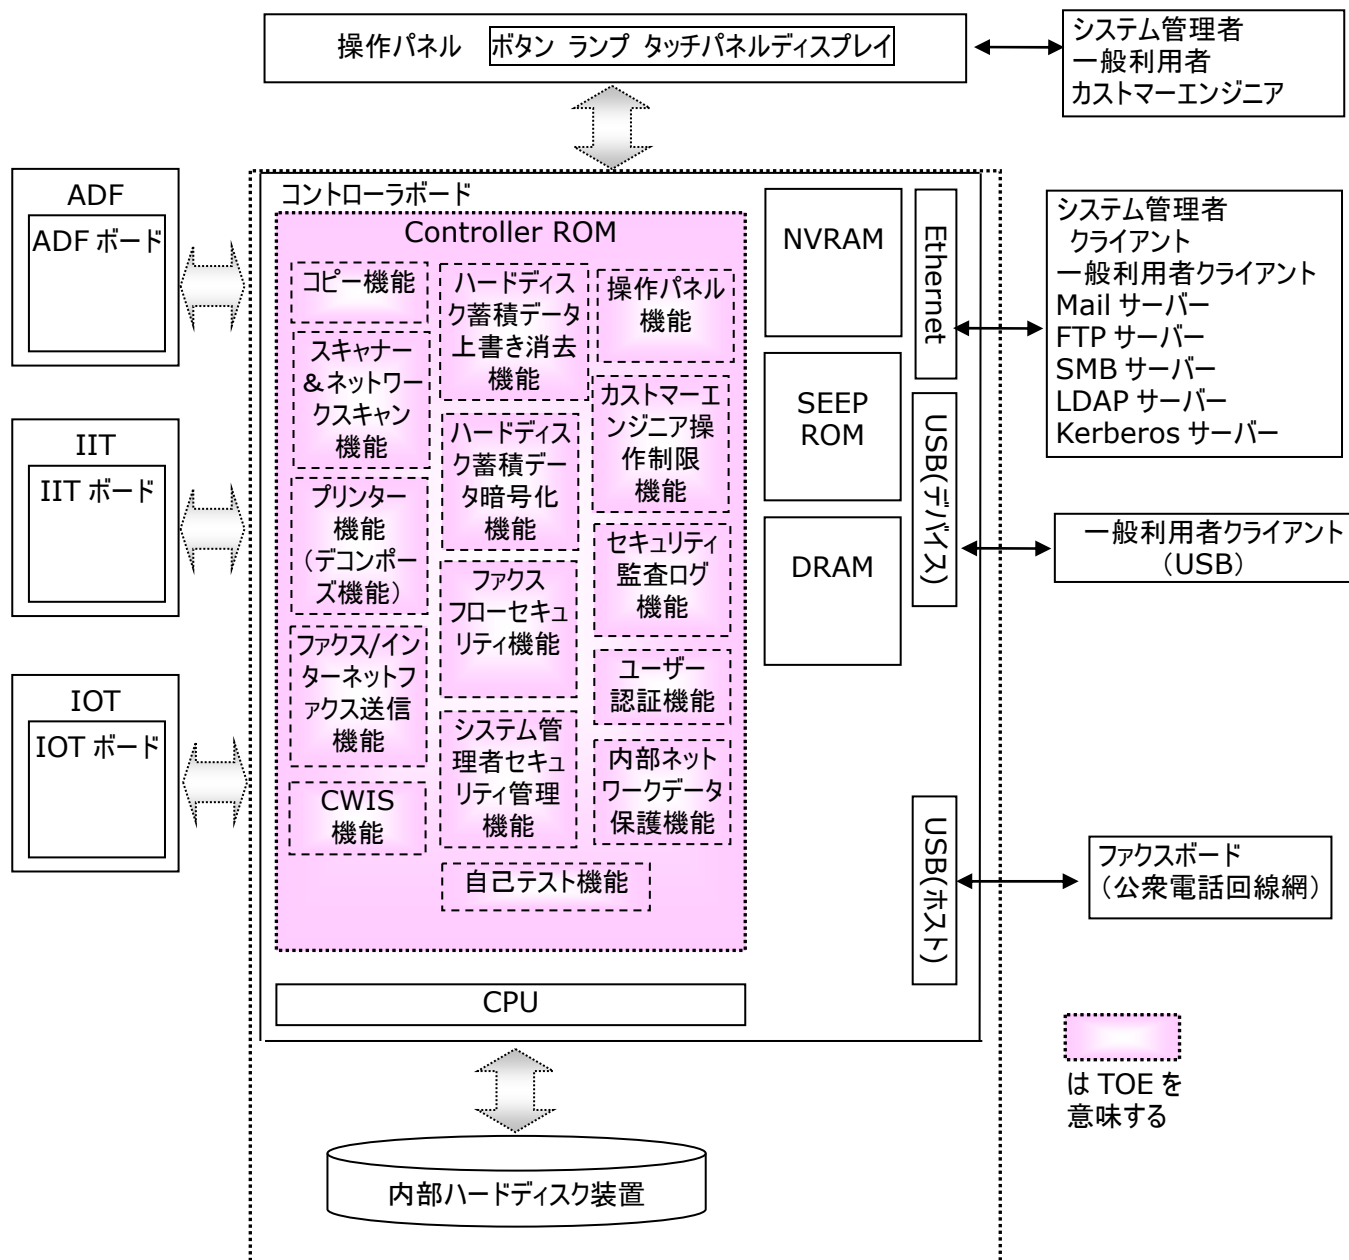 操作パネル ボタン ランプ タッチパネルディスプレイ
システム管理者
一般利用者
カストマーエンジニア
ADF
ADF ボード
IIT
IIT ボード
IOT
IOT ボード
コントローラボード
Controller ROM
コピー機能
スキャナー
&ネットワー
クスキャン
機能
プリンター
機能
(デコンポー
ズ機能)
ファクス/イン
ターネットフ
ァクス送信
機能
CWIS
機能
ハードディス
ク蓄積データ
上書き消去
機能
ハードディス
ク蓄積デー
タ暗号化
機能
ファクス
フローセキュ
リティ機能
システム管
理者セキュ
リティ管理
機能
自己テスト機能
操作パネル
機能
カストマーエ
ンジニア操
作制限
機能
セキュリティ
監査ログ
機能
ユーザー
認証機能
内部ネット
ワークデータ
保護機能
NVRAM
SEEP
ROM
DRAM
Ethernet
USB(デバイス)
USB(ホスト)
CPU
システム管理者
クライアント
一般利用者クライアント
Mail サーバー
FTP サーバー
SMB サーバー
LDAP サーバー
Kerberos サーバー
一般利用者クライアント
(USB)
ファクスボード
(公衆電話回線網)
は TOE を
意味する
内部ハードディスク装置